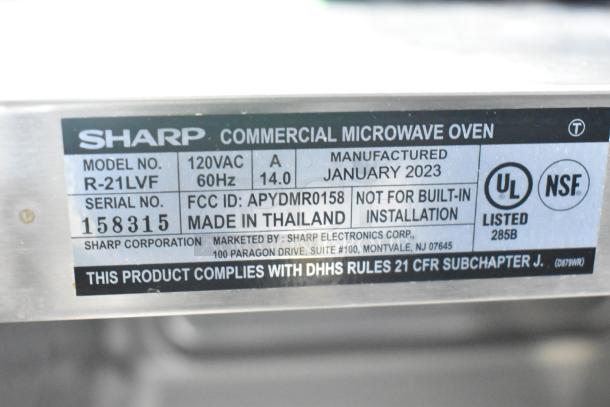 SHARP COMMERCIAL MICROWAVE OVEN T
MODEL NO. 120VAC A MANUFACTURED
R-21LVF 60Hz 14.0 JANUARY 2023
SERIAL NO. FCC ID: APYDMR0158 NOT FOR BUILT-IN
158315 MADE IN THAILAND INSTALLATION
UL NSF
LISTED
285B
SHARP CORPORATION MARKETED BY : SHARP ELECTRONICS CORP.,
100 PARAGON DRIVE, SUITE #100, MONTVALE, NJ 07645
THIS PRODUCT COMPLIES WITH DHHS RULES 21 CFR SUBCHAPTER J. (D879WR)